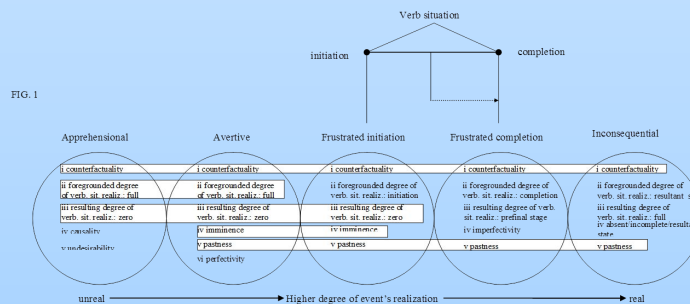 Verb situation
initiation
completion
FIG. 1
Apprehensional
Avertive
Frustrated initiation
Frustrated completion
Inconsequential
i counterfactuality
ii foregrounded degree
of verb. sit. realiz.: full
iii resulting degree of
verb. sit. realiz.: zero
iv causality
v undesirability
i counterfactuality
ii foregrounded degree
of verb. sit. realiz.: full
iii resulting degree of
verb. sit. realiz.: zero
iv imminence
v pastness
vi perfectivity
i counterfactuality
ii foregrounded degree of
verb. sit. realiz.: initiation
iii resulting degree of
verb. sit. realiz.: zero
iv imminence
v pastness
i counterfactuality
ii foregrounded degree of
verb. sit. realiz.: completion
iii resulting degree of verb.
sit. realiz.: prefinal stage
iv imperfectivity
v pastness
i counterfactuality
ii foregrounded degree of
verb. sit. realiz.: resultant s
iii resulting degree of
verb. sit. realiz.: full
iv absent/incomplete/resulta
state
v pastness
unreal
Higher degree of event's realization
real